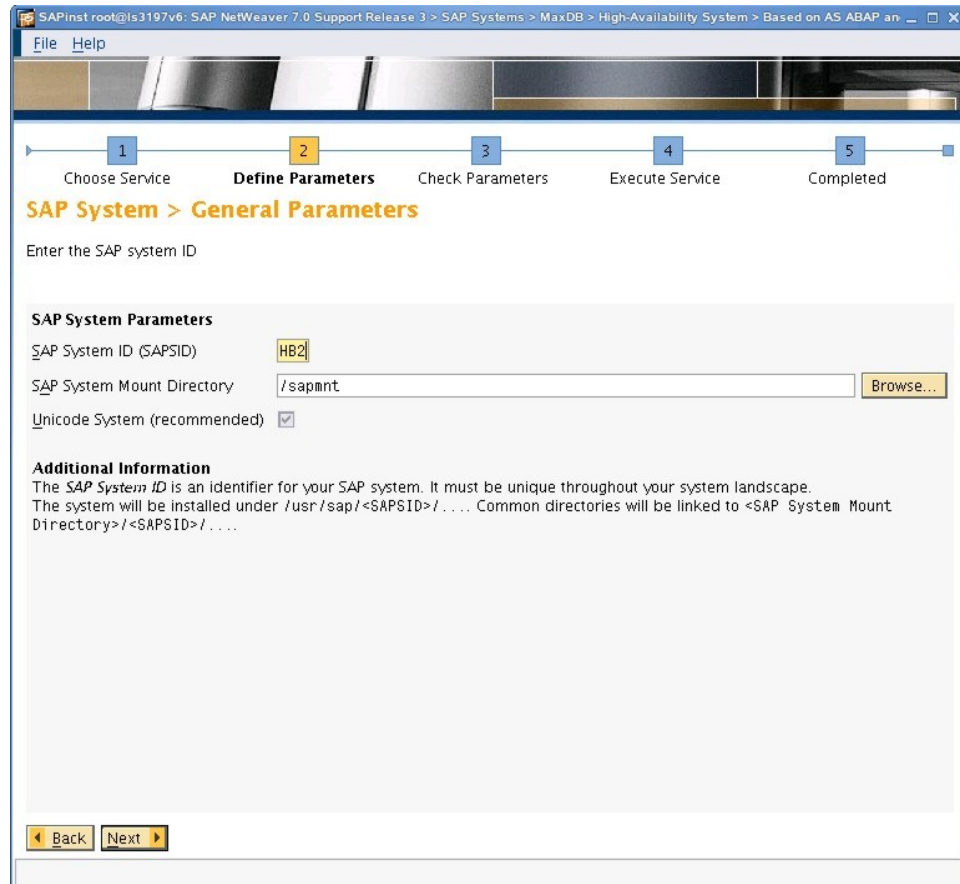 SAPinst root@ls3197v6: SAP NetWeaver 7.0 Support Release 3 > SAP Systems > MaxDB > High-Availability System > Based on AS ABAP an
File Help
1 2 3 4 5
Choose Service Define Parameters Check Parameters Execute Service Completed
SAP System > General Parameters
Enter the SAP system ID
SAP System Parameters
SAP System ID (SAPSID) HB2
SAP System Mount Directory /sapmnt Browse...
Unicode System (recommended)
Additional Information
The SAP System ID is an identifier for your SAP system. It must be unique throughout your system landscape.
The system will be installed under /usr/sap/<SAPSID>/.... Common directories will be linked to <SAP System Mount
Directory>/<SAPSID>/....
Back Next